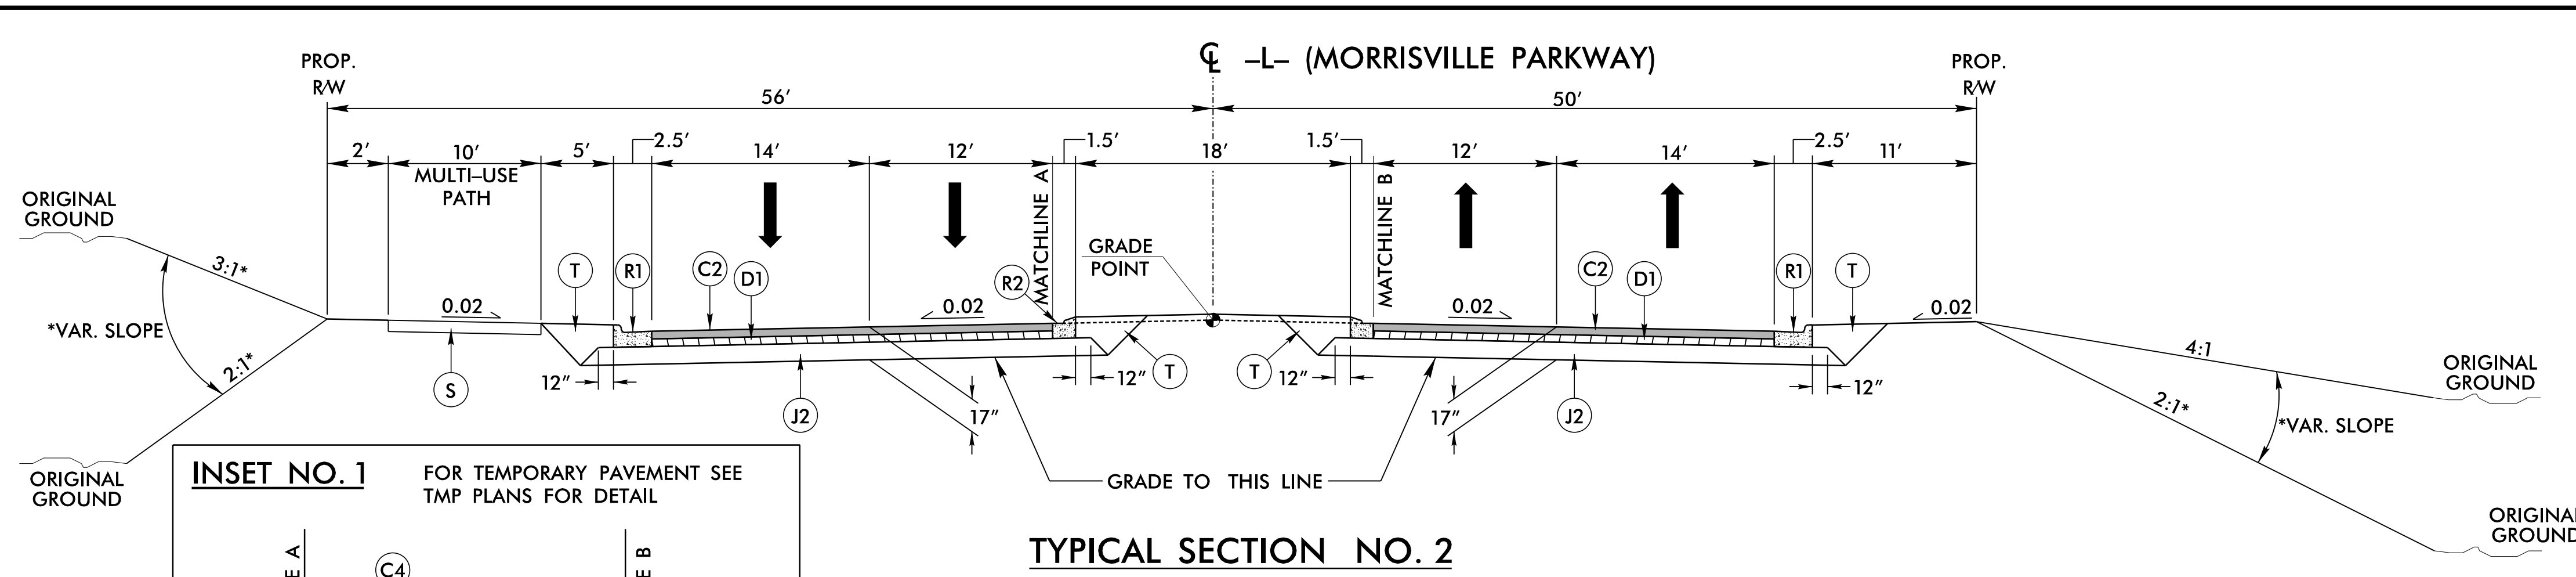 ℄ –L– (MORRISVILLE PARKWAY)
PROP.
R/W
PROP.
R/W
56'
50'
2'
10'
MULTI–USE
PATH
5'
2.5'
14'
12'
1.5'
18'
1.5'
12'
14'
2.5'
11'
MATCHLINE A
MATCHLINE B
ORIGINAL
GROUND
3:1*
*VAR. SLOPE
2:1*
ORIGINAL
GROUND
0.02
S
T
R1
C2
D1
0.02
R2
GRADE
POINT
0.02
C2
D1
R1
T
0.02
12"
J2
17"
12"
T
T
12"
17"
J2
12"
4:1
2:1*
*VAR. SLOPE
ORIGINAL
GROUND
ORIGINAL
GROUND
GRADE TO THIS LINE
INSET NO. 1
FOR TEMPORARY PAVEMENT SEE
TMP PLANS FOR DETAIL
E A
C4
E B
TYPICAL SECTION NO. 2